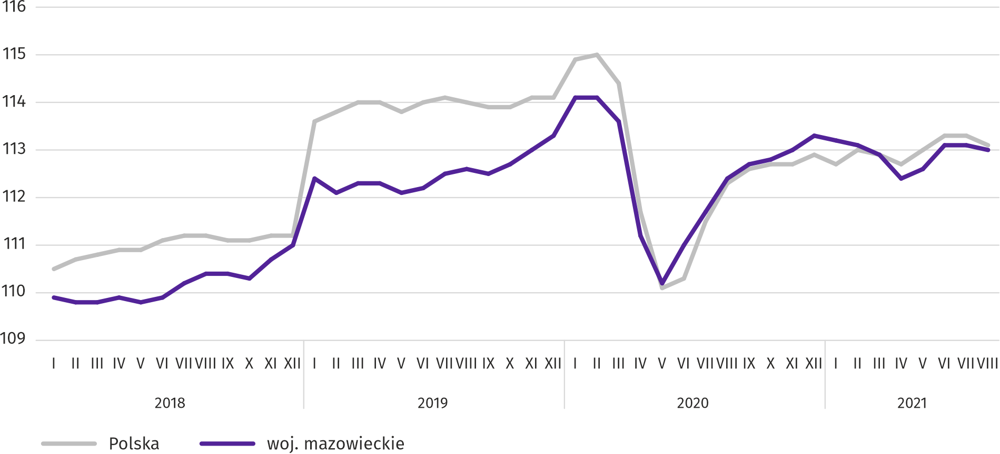 116
115
114
113
112
111
110
109
I II III IV V VI VII VIII IX X XI XII I II III IV V VI VII VIII IX X XI XII I II III IV V VI VII VIII IX X XI XII I II III IV V VI VII VIII
2018 2019 2020 2021
Polska woj. mazowieckie